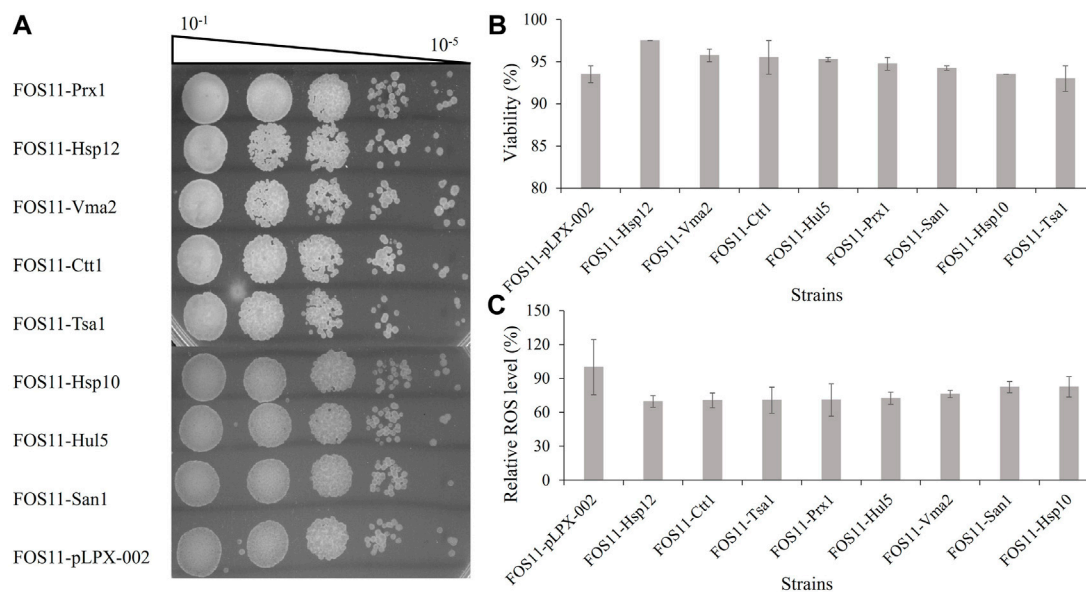 A
10-1
10-5
FOS11-Prx1
FOS11-Hsp12
FOS11-Vma2
FOS11-Ctt1
FOS11-Tsa1
FOS11-Hsp10
FOS11-Hul5
FOS11-San1
FOS11-pLPX-002
B
Viability (%)
100
95
90
85
80
FOS11-pLPX-002
FOS11-Hsp12
FOS11-Vma2
FOS11-Ctt1
FOS11-Hul5
FOS11-Prx1
FOS11-San1
FOS11-Hsp10
FOS11-Tsa1
Strains
C
Relative ROS level (%)
150
120
90
60
30
0
FOS11-pLPX-002
FOS11-Hsp12
FOS11-Ctt1
FOS11-Tsa1
FOS11-Prx1
FOS11-Hul5
FOS11-Vma2
FOS11-San1
FOS11-Hsp10
Strains